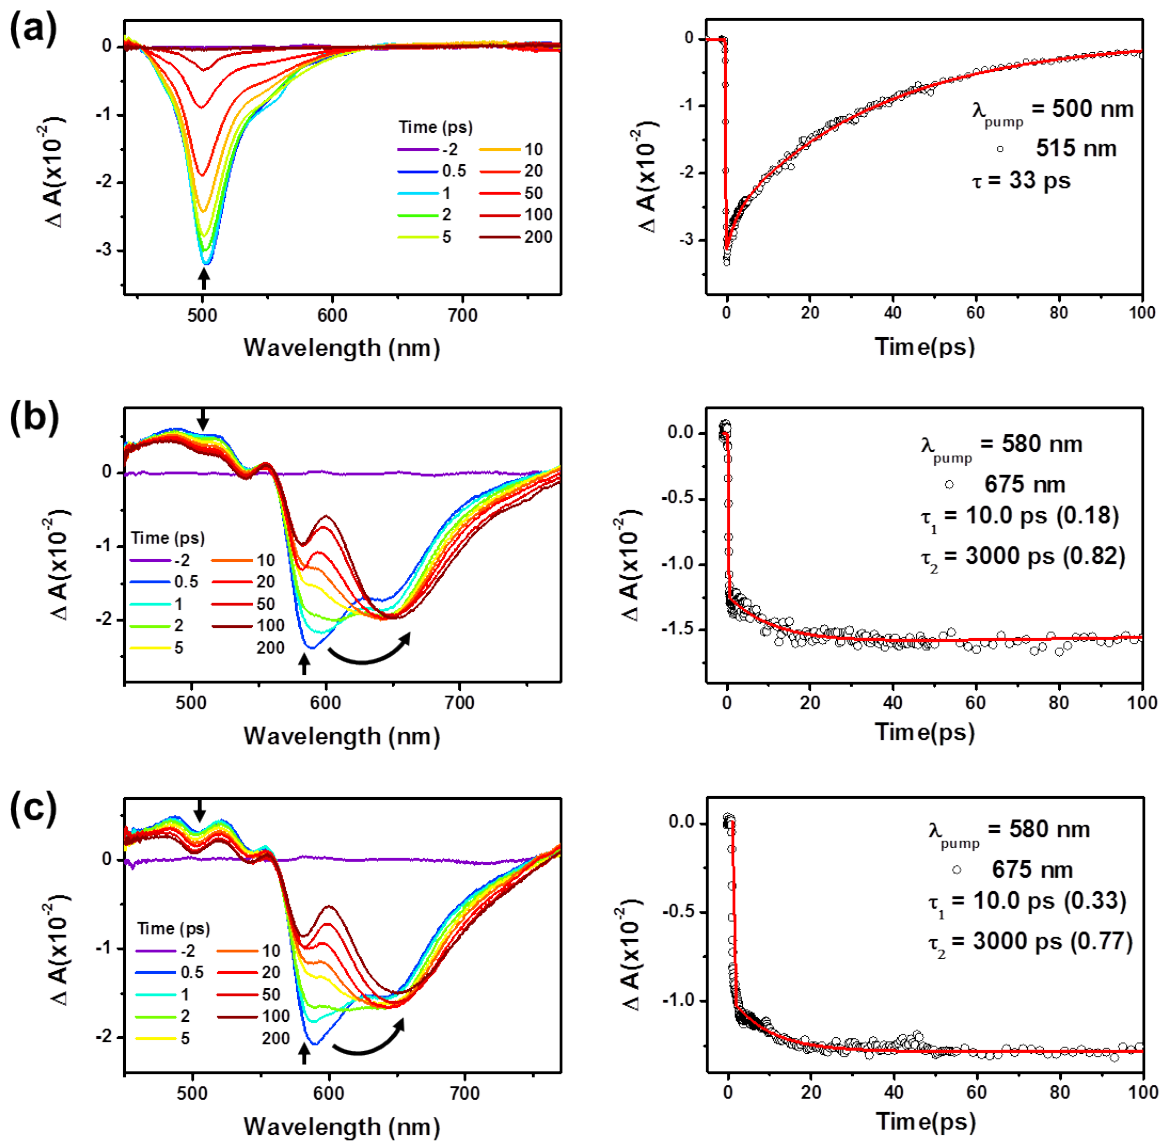 (a)
0
-1
-2
-3
Δ A(x10⁻²)
Time (ps)
-2 10
0.5 20
1 50
2 100
5 200
500 600 700
Wavelength (nm)
0
-1
-2
-3
Δ A(x10⁻²)
λpump = 500 nm
515 nm
τ = 33 ps
0 20 40 60 80 100
Time(ps)
(b)
0
-1
-2
Δ A(x10⁻²)
Time (ps)
-2 10
0.5 20
1 50
2 100
5 200
500 600 700
Wavelength (nm)
0.0
-0.5
-1.0
-1.5
Δ A(x10⁻²)
λpump = 580 nm
675 nm
τ1 = 10.0 ps (0.18)
τ2 = 3000 ps (0.82)
0 20 40 60 80 100
Time(ps)
(c)
0
-1
-2
Δ A(x10⁻²)
Time (ps)
-2 10
0.5 20
1 50
2 100
5 200
500 600 700
Wavelength (nm)
0.0
-0.5
-1.0
Δ A(x10⁻²)
λpump = 580 nm
675 nm
τ1 = 10.0 ps (0.33)
τ2 = 3000 ps (0.77)
0 20 40 60 80 100
Time(ps)